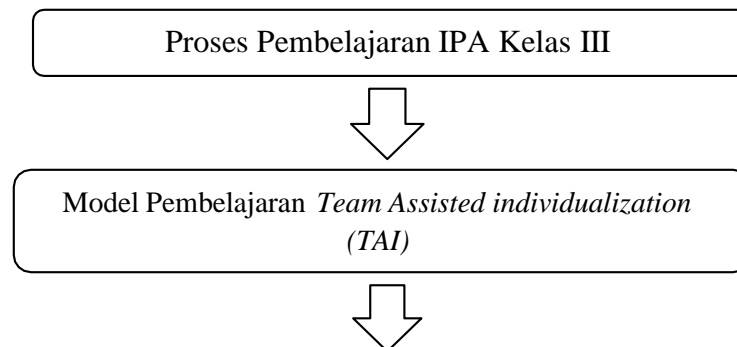 Proses Pembelajaran IPA Kelas III
Model Pembelajaran Team Assisted individualization
(TAI)